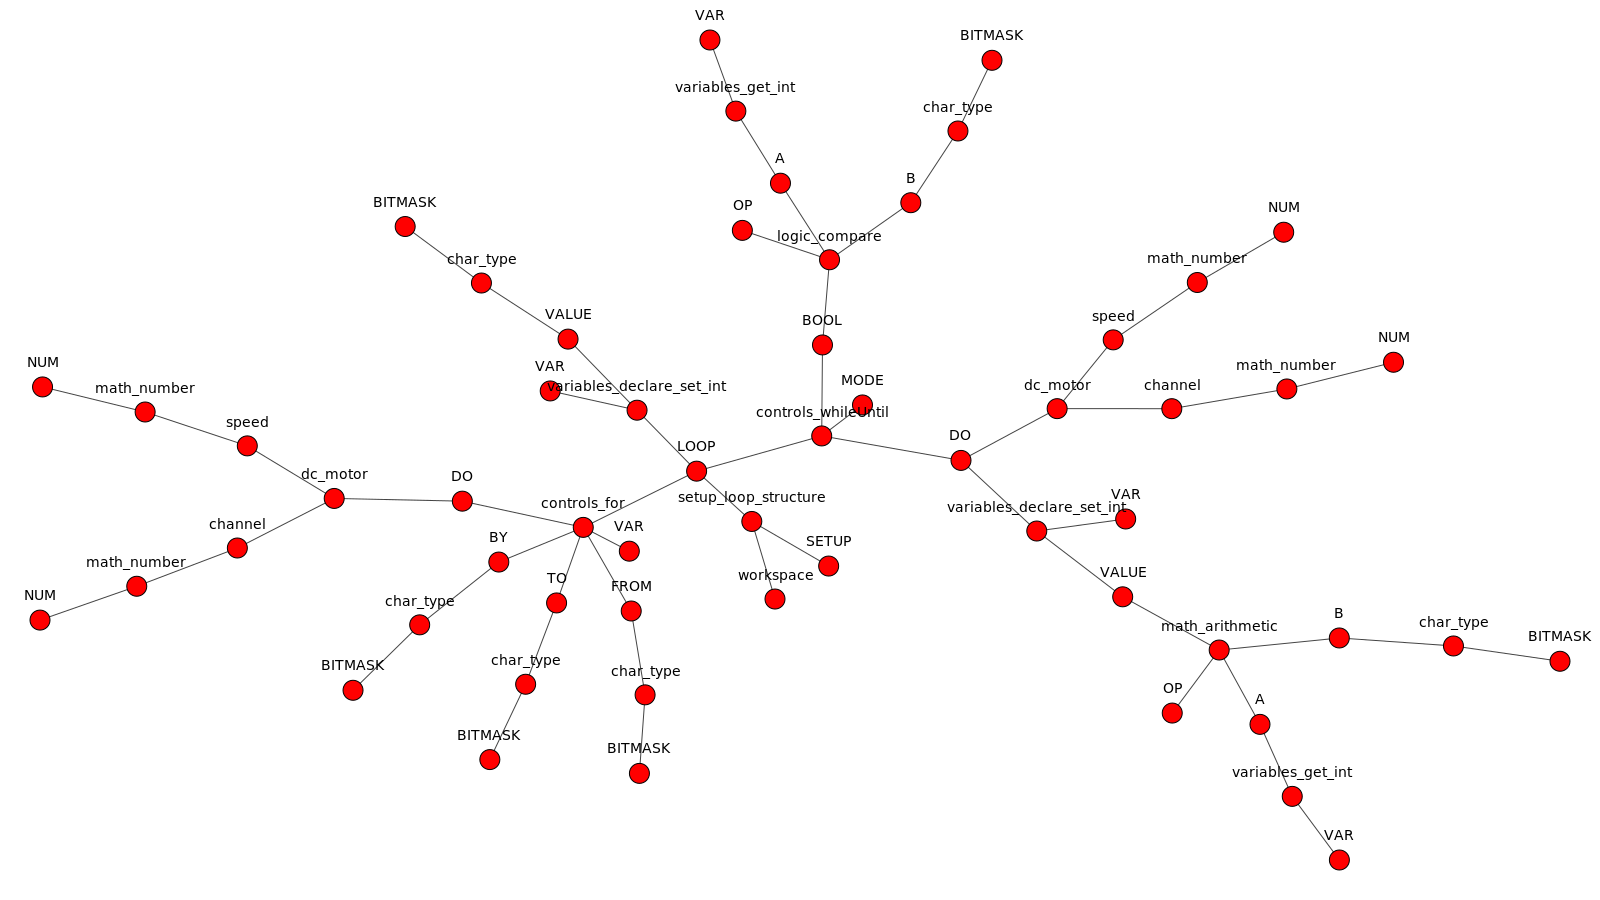 VAR
BITMASK
variables_get_int
char_type
A
B
BITMASK
OP
NUM
logic_compare
char_type
math_number
VALUE
BOOL
speed
NUM
NUM
VAR
math_number
MODE
dc_motor
channel
math_number
variables_declare_set_int
controls_whileUntil
speed
DO
LOOP
dc_motor
DO
setup_loop_structure
VAR
controls_for
variables_declare_set_int
channel
VAR
BY
SETUP
math_number
TO
FROM
workspace
VALUE
NUM
char_type
B
char_type
math_arithmetic
BITMASK
BITMASK
char_type
char_type
OP
A
BITMASK
BITMASK
variables_get_int
VAR